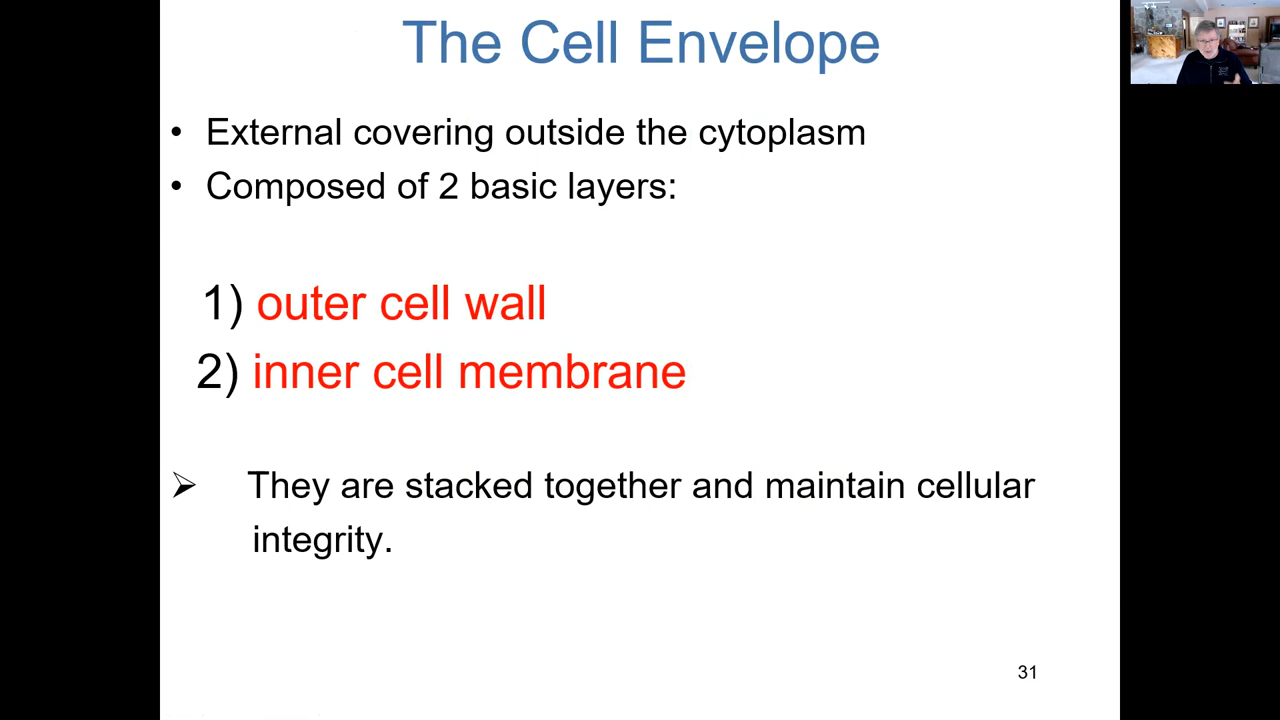 The Cell Envelope
• External covering outside the cytoplasm
• Composed of 2 basic layers:
1) outer cell wall
2) inner cell membrane
➢ They are stacked together and maintain cellular
integrity.
31